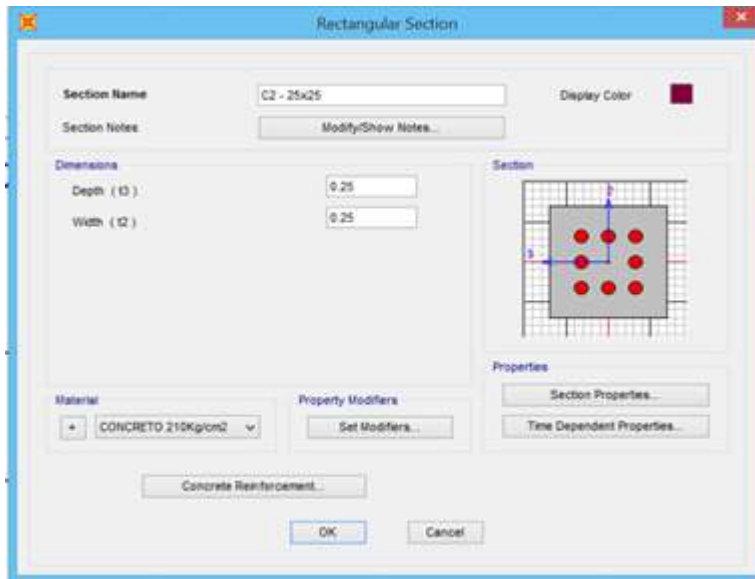 Rectangular Section
Section Name
C2 - 25x25
Display Color
Section Notes
Modify/Show Notes...
Dimensions
Depth ( t3 )
0.25
Width ( t2 )
0.25
Section
2
3
Properties
Section Properties...
Time Dependent Properties...
Material
+
CONCRETO 210Kg/cm2
Property Modifiers
Set Modifiers...
Concrete Reinforcement...
OK
Cancel